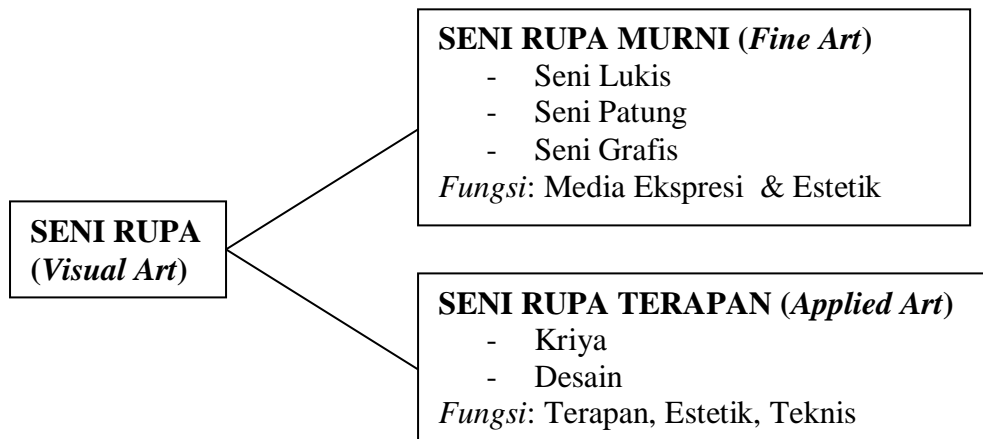 SENI RUPA
(Visual Art)
SENI RUPA MURNI (Fine Art)
- Seni Lukis
- Seni Patung
- Seni Grafis
Fungsi: Media Ekspresi & Estetik
SENI RUPA TERAPAN (Applied Art)
- Kriya
- Desain
Fungsi: Terapan, Estetik, Teknis